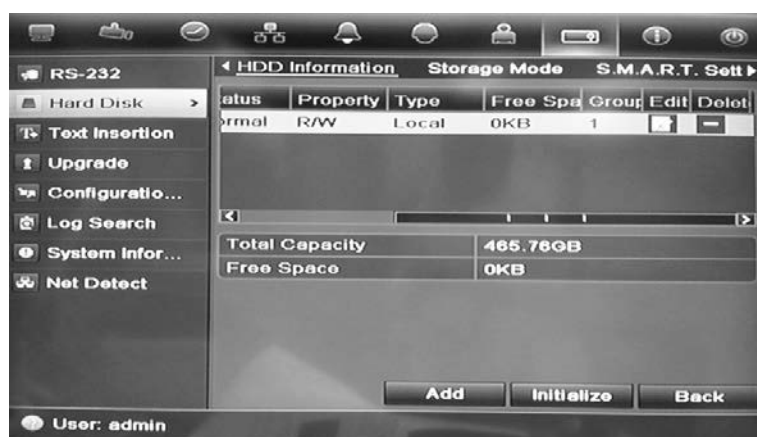 RS-232
Hard Disk >
Text Insertion
Upgrade
Configuratio...
Log Search
System Infor...
Net Detect
HDD Information Storage Mode S.M.A.R.T. Sett
atus Property Type Free Spa Group Edit Delet
ormal R/W Local 0KB 1
Total Capacity 465.76GB
Free Space 0KB
Add Initialize Back
User: admin